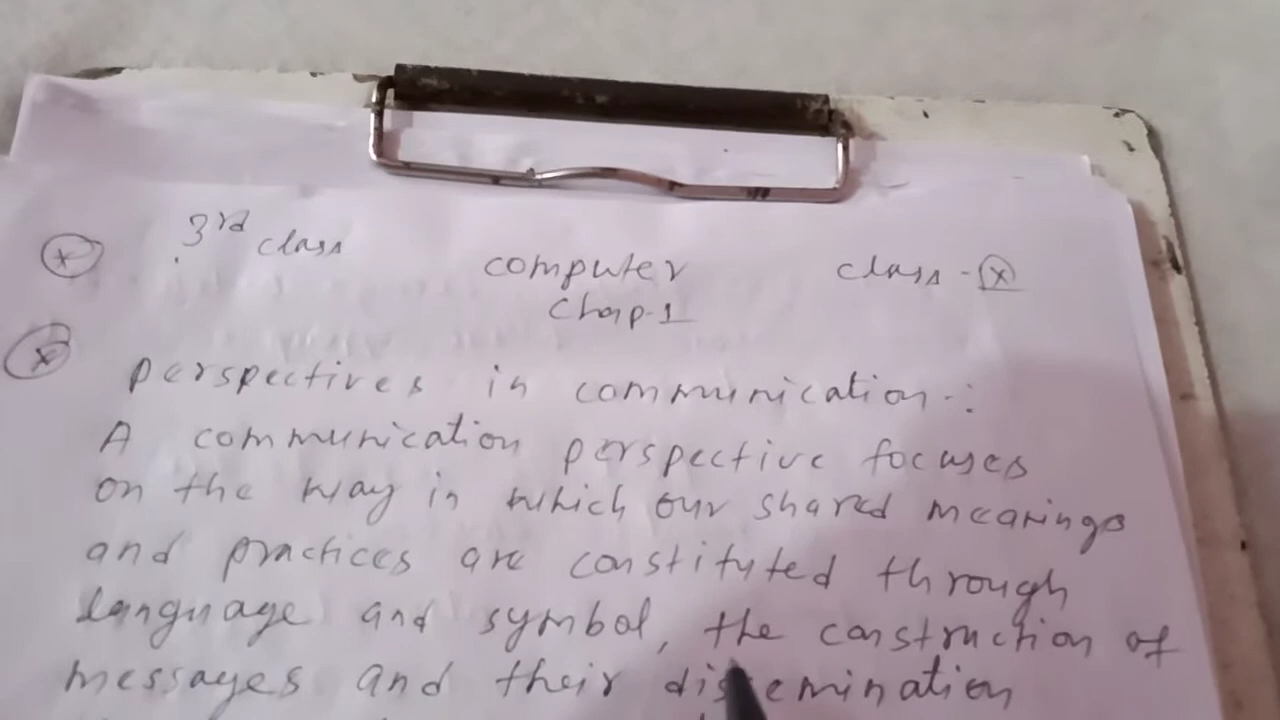 3rd class
computer
class - X
Chap-1
perspectives in communication -:
A communication perspective focuses
on the way in which our shared meanings
and practices are constituted through
language and symbol, the construction of
messages and their dissemination